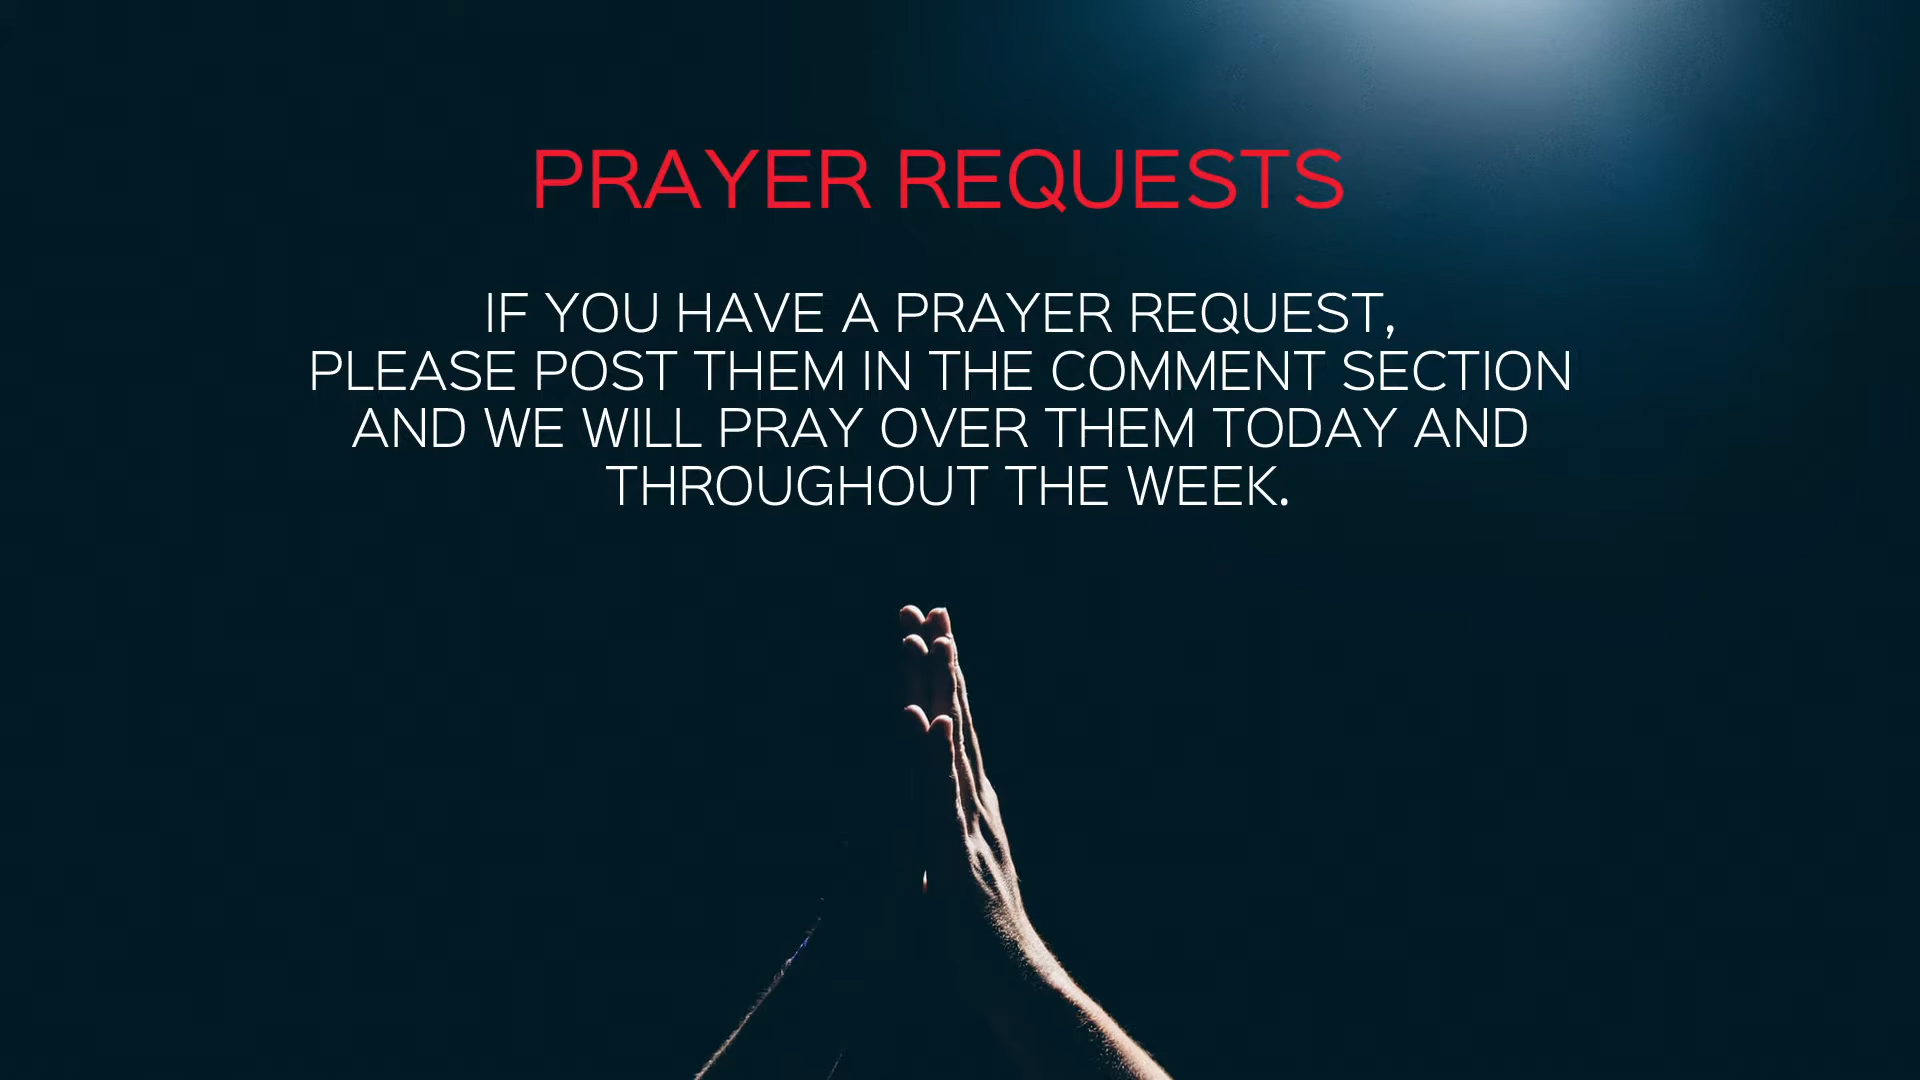 PRAYER REQUESTS
IF YOU HAVE A PRAYER REQUEST,
PLEASE POST THEM IN THE COMMENT SECTION
AND WE WILL PRAY OVER THEM TODAY AND
THROUGHOUT THE WEEK.